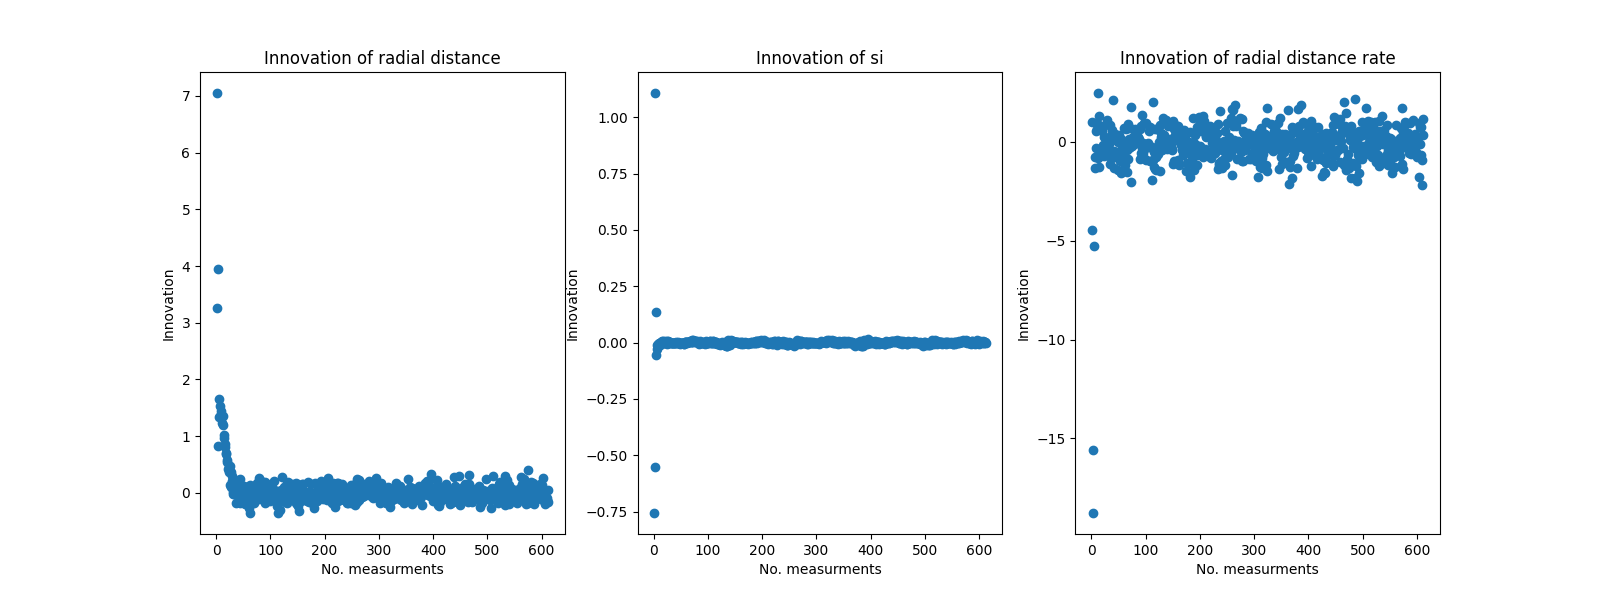 Innovation of radial distance
Innovation
7
6
5
4
3
2
1
0
0 100 200 300 400 500 600
No. measurments
Innovation of si
Innovation
1.00
0.75
0.50
0.25
0.00
−0.25
−0.50
−0.75
0 100 200 300 400 500 600
No. measurments
Innovation of radial distance rate
Innovation
0
−5
−10
−15
0 100 200 300 400 500 600
No. measurments